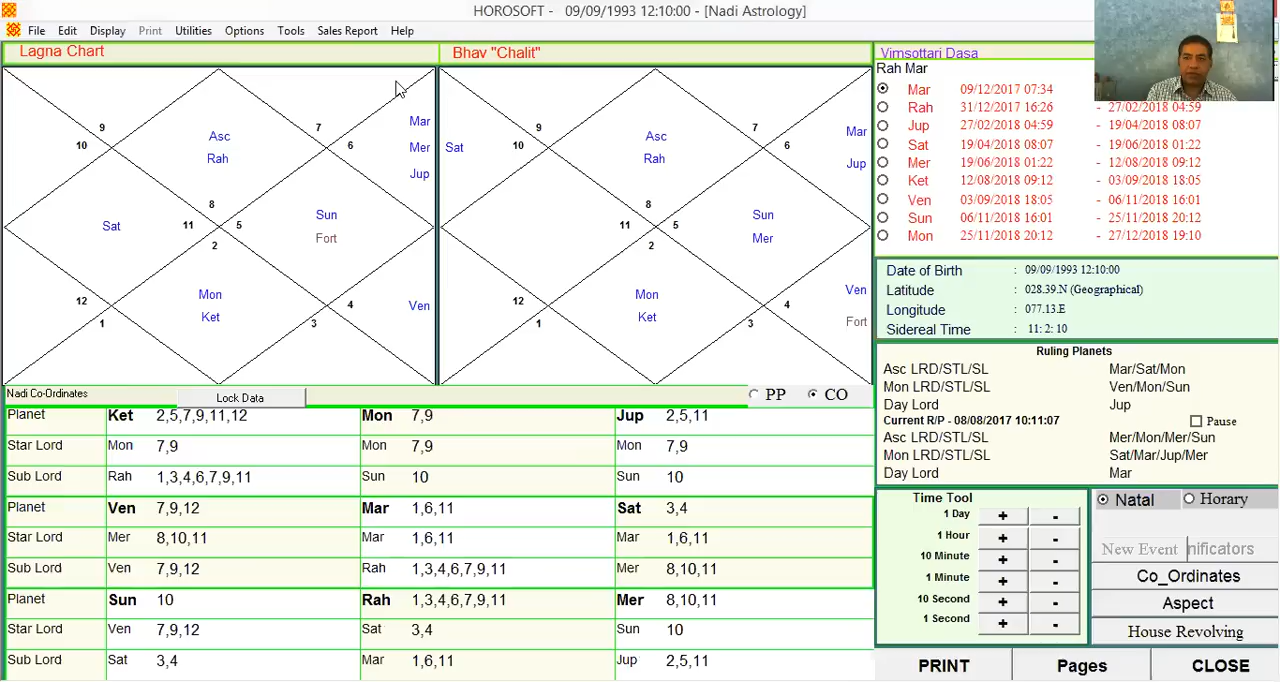 HOROSOFT - 09/09/1993 12:10:00 - [Nadi Astrology]
File Edit Display Print Utilities Options Tools Sales Report Help
Lagna Chart
Bhav "Chalit"
Vimsottari Dasa
Rah Mar
Mar 09/12/2017 07:34
Rah 31/12/2017 16:26 - 27/02/2018 04:59
Jup 27/02/2018 04:59 - 19/04/2018 08:07
Sat 19/04/2018 08:07 - 19/06/2018 01:22
Mer 19/06/2018 01:22 - 12/08/2018 09:12
Ket 12/08/2018 09:12 - 03/09/2018 18:05
Ven 03/09/2018 18:05 - 06/11/2018 16:01
Sun 06/11/2018 16:01 - 25/11/2018 20:12
Mon 25/11/2018 20:12 - 27/12/2018 19:10
9
10
Asc
Rah
7
6
Mar
Mer
Jup
8
Sat
11
5
2
Sun
Fort
12
1
Mon
Ket
4
3
Ven
Sat
9
10
Asc
Rah
7
6
Mar
Jup
8
11
5
2
Sun
Mer
12
1
Mon
Ket
4
3
Ven
Fort
Date of Birth : 09/09/1993 12:10:00
Latitude : 028.39.N (Geographical)
Longitude : 077.13.E
Sidereal Time : 11: 2: 10
Ruling Planets
Asc LRD/STL/SL Mar/Sat/Mon
Mon LRD/STL/SL Ven/Mon/Sun
Day Lord Jup
Current R/P - 08/08/2017 10:11:07 Pause
Asc LRD/STL/SL Mer/Mon/Mer/Sun
Mon LRD/STL/SL Sat/Mar/Jup/Mer
Day Lord Mar
Nadi Co-Ordinates Lock Data PP CO
Planet Ket 2,5,7,9,11,12 Mon 7,9 Jup 2,5,11
Star Lord Mon 7,9 Mon 7,9 Mon 7,9
Sub Lord Rah 1,3,4,6,7,9,11 Sun 10 Sun 10
Planet Ven 7,9,12 Mar 1,6,11 Sat 3,4
Star Lord Mer 8,10,11 Mar 1,6,11 Mar 1,6,11
Sub Lord Ven 7,9,12 Rah 1,3,4,6,7,9,11 Mer 8,10,11
Planet Sun 10 Rah 1,3,4,6,7,9,11 Mer 8,10,11
Star Lord Ven 7,9,12 Sat 3,4 Sun 10
Sub Lord Sat 3,4 Mar 1,6,11 Jup 2,5,11
Time Tool
1 Day + -
1 Hour + -
10 Minute + -
1 Minute + -
10 Second + -
1 Second + -
Natal Horary
New Event nificators
Co_Ordinates
Aspect
House Revolving
PRINT Pages CLOSE